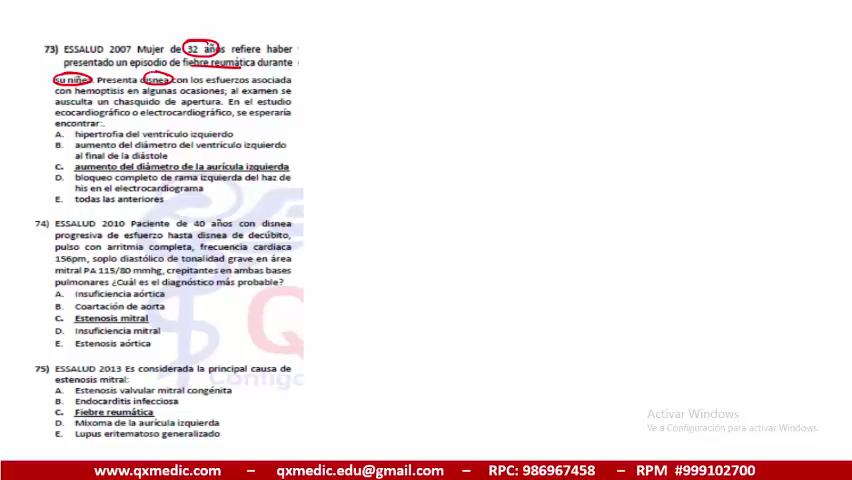 73) ESSALUD 2007 Mujer de 32 años refiere haber
presentado un episodio de fiebre reumática durante
su niñez. Presenta disnea con los esfuerzos asociada
con hemoptisis en algunas ocasiones; al examen se
ausculta un chasquido de apertura. En el estudio
ecocardiográfico o electrocardiográfico, se esperaría
encontrar:.
A. hipertrofia del ventrículo izquierdo
B. aumento del diámetro del ventrículo izquierdo
al final de la diástole
C. aumento del diámetro de la aurícula izquierda
D. bloqueo completo de rama izquierda del haz de
his en el electrocardiograma
E. todas las anteriores
74) ESSALUD 2010 Paciente de 40 años con disnea
progresiva de esfuerzo hasta disnea de decúbito,
pulso con arritmia completa, frecuencia cardiaca
156pm, soplo diastólico de tonalidad grave en área
mitral PA 115/80 mmhg, crepitantes en ambas bases
pulmonares ¿Cuál es el diagnóstico más probable?
A. Insuficiencia aórtica
B. Coartación de aorta
C. Estenosis mitral
D. Insuficiencia mitral
E. Estenosis aórtica
75) ESSALUD 2013 Es considerada la principal causa de
estenosis mitral:
A. Estenosis valvular mitral congénita
B. Endocarditis infecciosa
C. Fiebre reumática
D. Mixoma de la aurícula izquierda
E. Lupus eritematoso generalizado
Activar Windows
Ve a Configuración para activar Windows.
www.qxmedic.com – qxmedic.edu@gmail.com – RPC: 986967458 – RPM #999102700